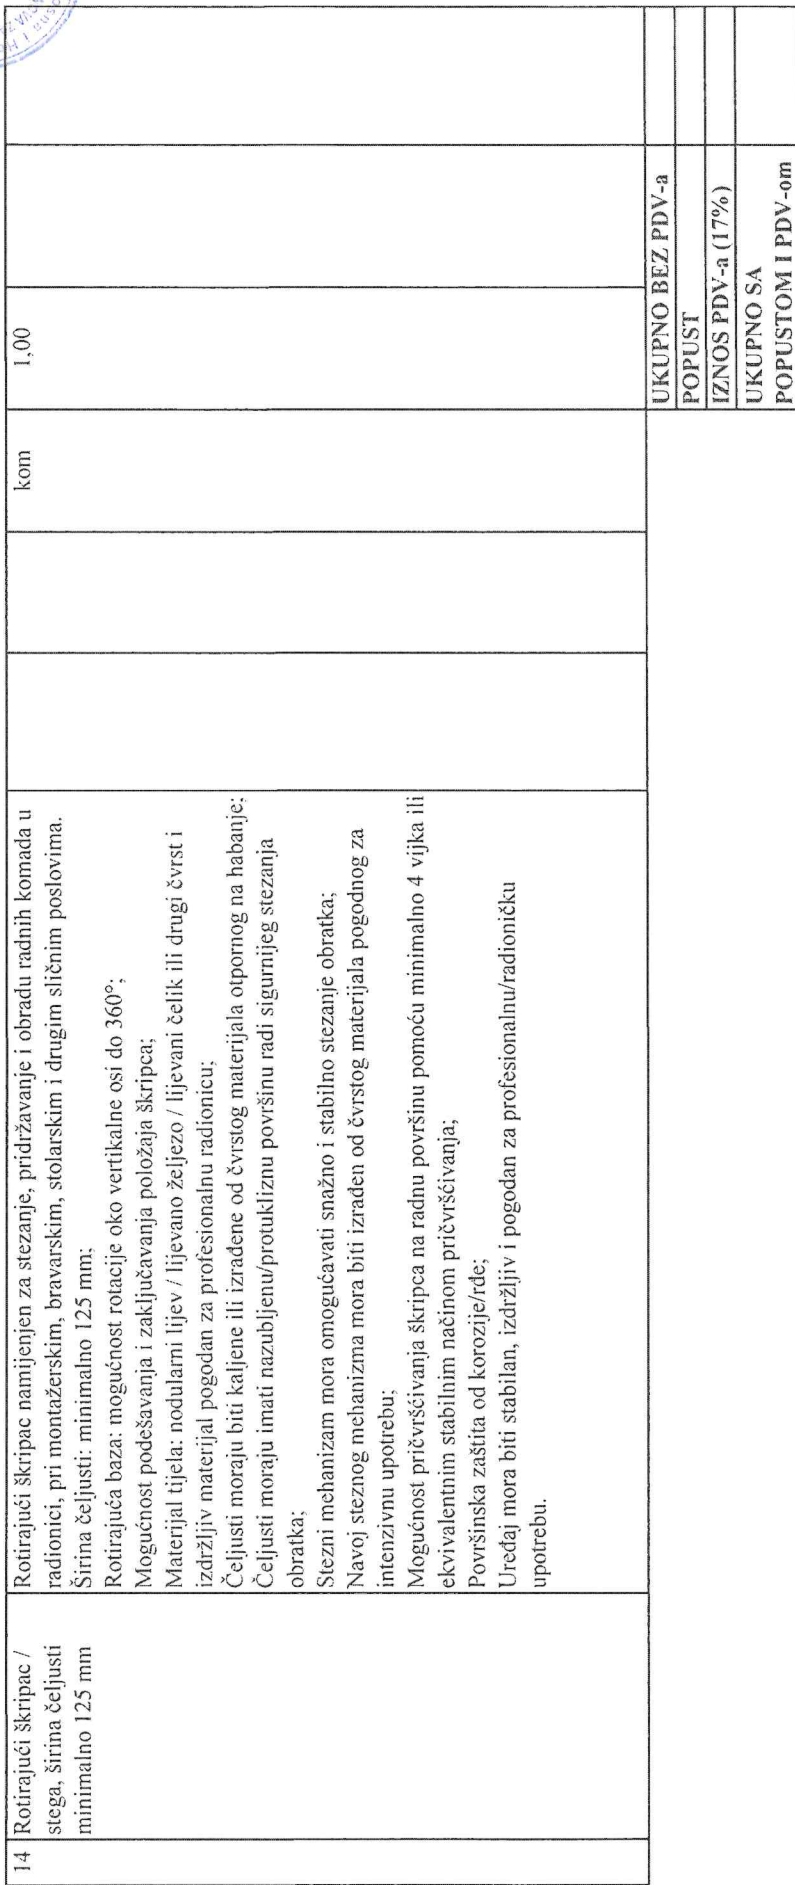 14
Rotirajući škripac /
stega, širina čeljusti
minimalno 125 mm
Rotirajući škripac namijenjen za stezanje, pridržavanje i obradu radnih komada u
radionici, pri montažerskim, bravarskim, stolarskim i drugim sličnim poslovima.
Širina čeljusti: minimalno 125 mm;
Rotirajuća baza: mogućnost rotacije oko vertikalne osi do 360°;
Mogućnost podešavanja i zaključavanja položaja škripca;
Materijal tijela: nodularni lijev / lijevano željezo / lijevani čelik ili drugi čvrst i
izdržljiv materijal pogodan za profesionalnu radionicu;
Čeljusti moraju biti kaljene ili izrađene od čvrstog materijala otpornog na habanje;
Čeljusti moraju imati nazubljenu/protukliznu površinu radi sigurnijeg stezanja
obratka;
Stezni mehanizam mora omogućavati snažno i stabilno stezanje obratka;
Navoj steznog mehanizma mora biti izrađen od čvrstog materijala pogodnog za
intenzivnu upotrebu;
Mogućnost pričvršćivanja škripca na radnu površinu pomoću minimalno 4 vijka ili
ekvivalentnim stabilnim načinom pričvršćivanja;
Površinska zaštita od korozije/rđe;
Uređaj mora biti stabilan, izdržljiv i pogodan za profesionalnu/radioničku
upotrebu.
kom
1,00
UKUPNO BEZ PDV-a
POPUST
IZNOS PDV-a (17%)
UKUPNO SA
POPUSTOM I PDV-om